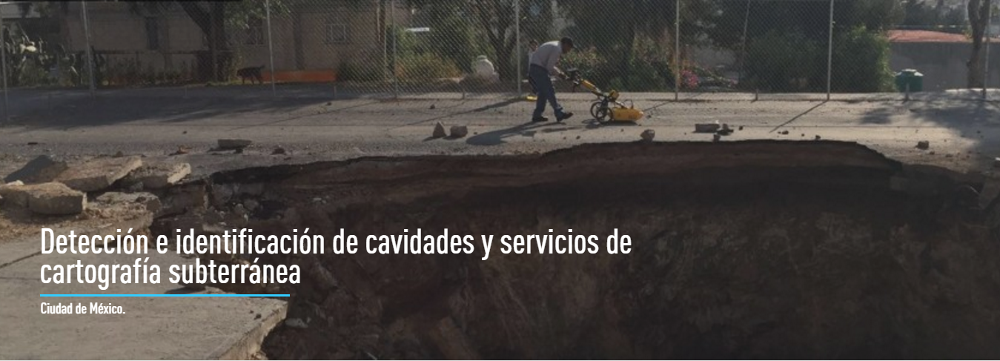 Detección e identificación de cavidades y servicios de
cartografía subterránea
Ciudad de México.